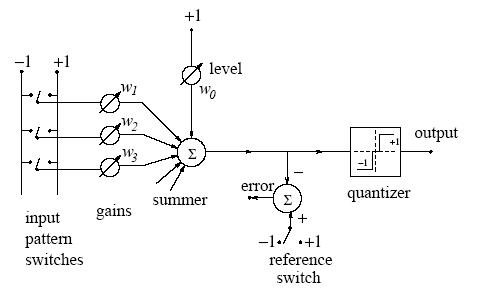 +1
−1 +1
level
w1
w0
w2
w3
Σ
+1
−1
output
summer
error
−
Σ
quantizer
gains
input
pattern
switches
+
−1 +1
reference
switch